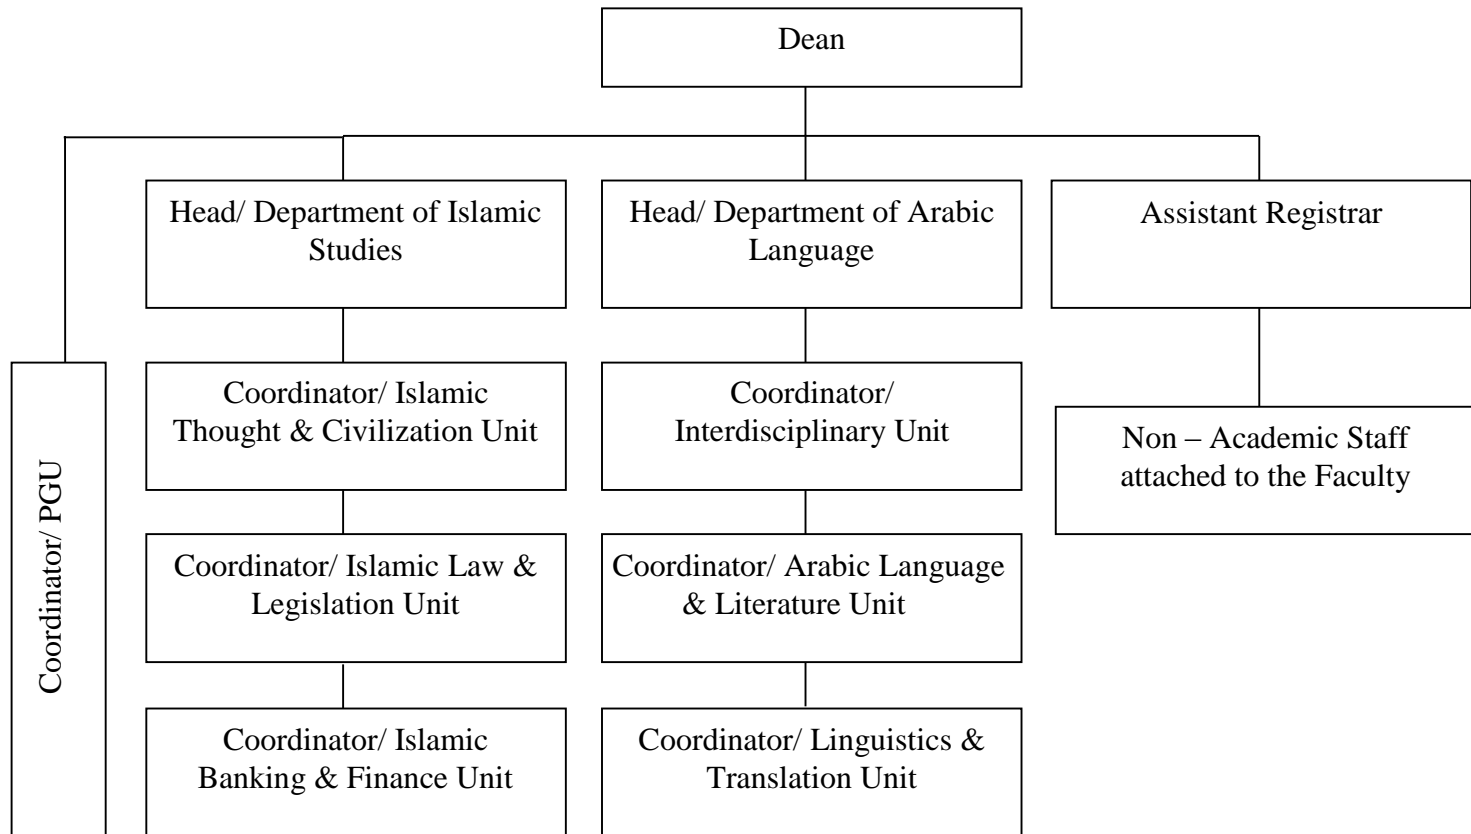 Dean
Head/ Department of Islamic
Studies
Head/ Department of Arabic
Language
Assistant Registrar
Coordinator/ PGU
Coordinator/ Islamic
Thought & Civilization Unit
Coordinator/
Interdisciplinary Unit
Non – Academic Staff
attached to the Faculty
Coordinator/ Islamic Law &
Legislation Unit
Coordinator/ Arabic Language
& Literature Unit
Coordinator/ Islamic
Banking & Finance Unit
Coordinator/ Linguistics &
Translation Unit